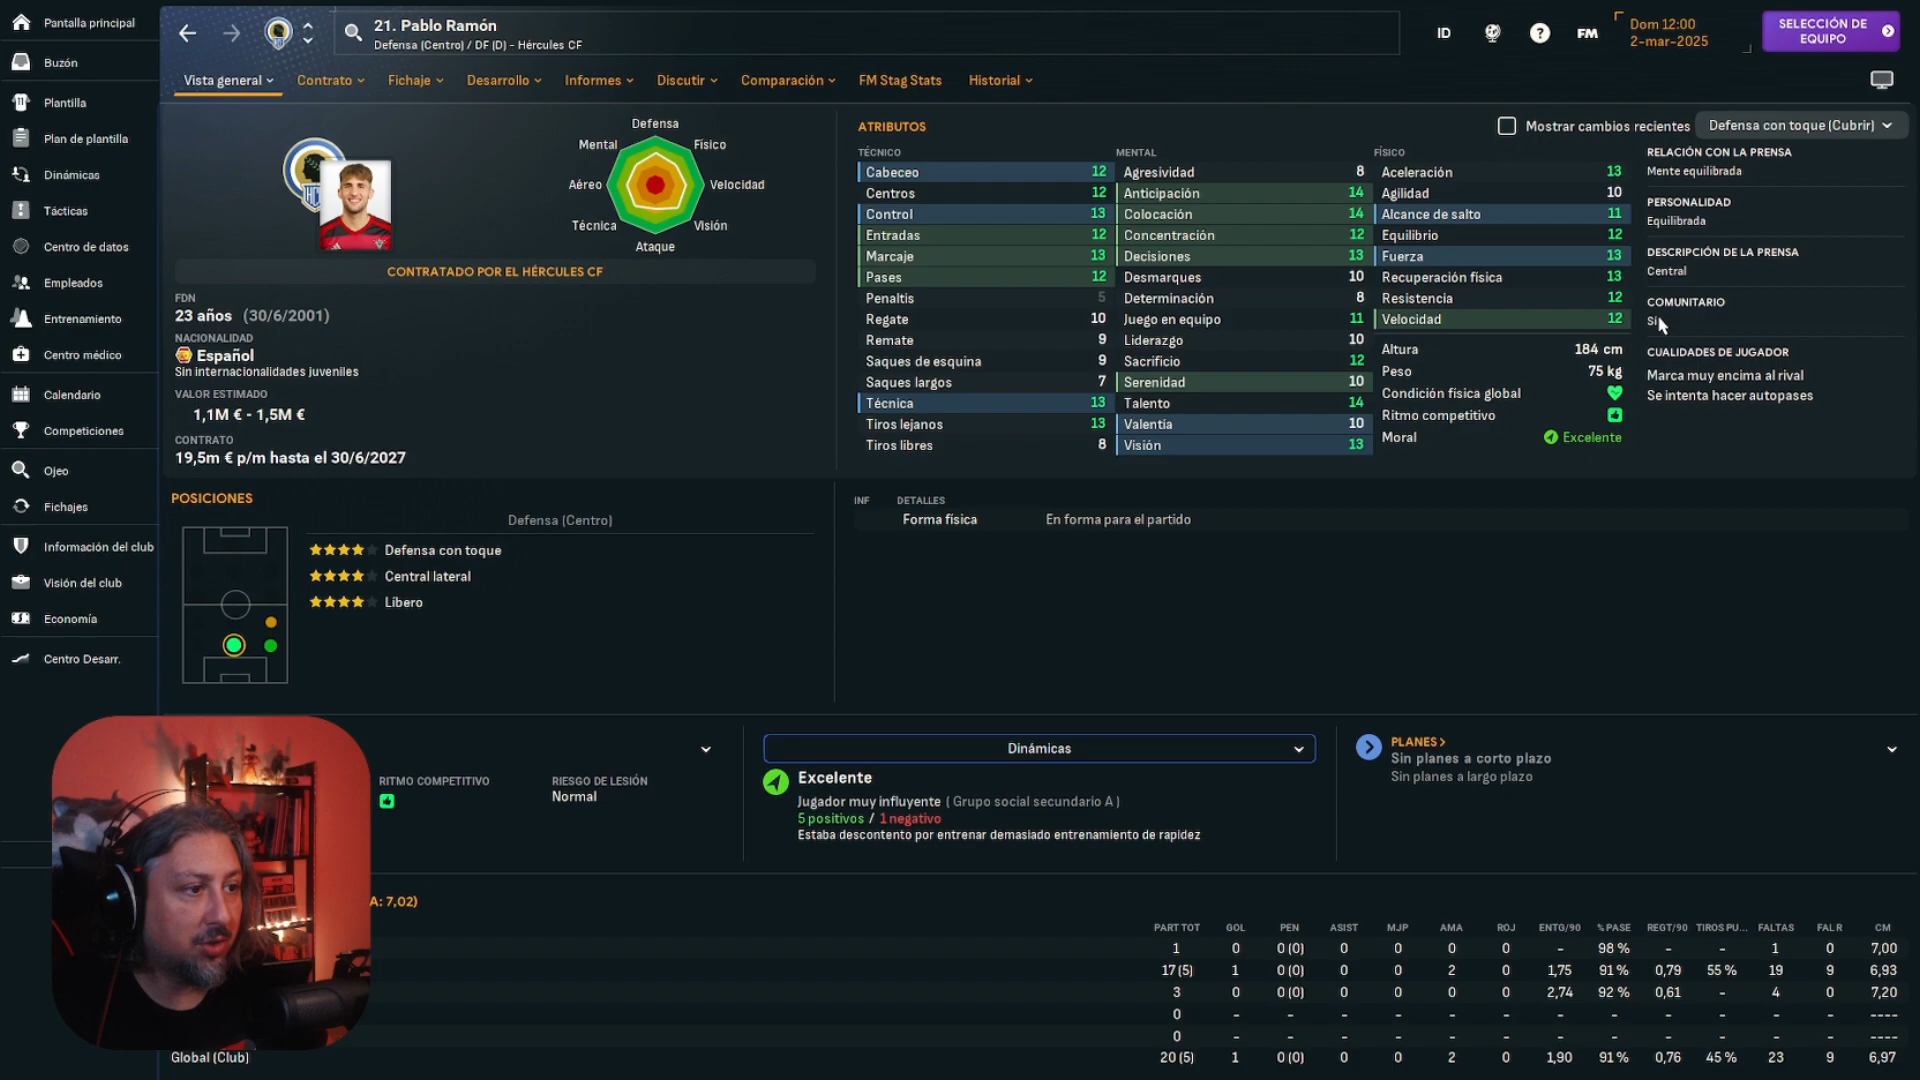 Pantalla principal
Buzón
Plantilla
Plan de plantilla
Dinámicas
Tácticas
Centro de datos
Empleados
Entrenamiento
Centro médico
Calendario
Competiciones
Ojeo
Fichajes
Información del club
Visión del club
Economía
Centro Desarr.
21. Pablo Ramón
Defensa (Centro) / DF (D) - Hércules CF
ID
FM
Dom 12:00
2-mar-2025
SELECCIÓN DE EQUIPO
Vista general
Contrato
Fichaje
Desarrollo
Informes
Discutir
Comparación
FM Stag Stats
Historial
Defensa
Físico
Velocidad
Visión
Ataque
Técnica
Aéreo
Mental
CONTRATADO POR EL HÉRCULES CF
FDN
23 años (30/6/2001)
NACIONALIDAD
Español
Sin internacionalidades juveniles
VALOR ESTIMADO
1,1M € - 1,5M €
CONTRATO
19,5m € p/m hasta el 30/6/2027
ATRIBUTOS
Mostrar cambios recientes
Defensa con toque (Cubrir)
TÉCNICO
Cabeceo 12
Centros 12
Control 13
Entradas 12
Marcaje 13
Pases 12
Penaltis 5
Regate 10
Remate 9
Saques de esquina 9
Saques largos 7
Técnica 13
Tiros lejanos 13
Tiros libres 8
MENTAL
Agresividad 8
Anticipación 14
Colocación 14
Concentración 12
Decisiones 13
Desmarques 10
Determinación 8
Juego en equipo 11
Liderazgo 10
Sacrificio 12
Serenidad 10
Talento 14
Valentía 10
Visión 13
FÍSICO
Aceleración 13
Agilidad 10
Alcance de salto 11
Equilibrio 12
Fuerza 13
Recuperación física 13
Resistencia 12
Velocidad 12
Altura 184 cm
Peso 75 kg
Condición física global
Ritmo competitivo
Moral Excelente
RELACIÓN CON LA PRENSA
Mente equilibrada
PERSONALIDAD
Equilibrada
DESCRIPCIÓN DE LA PRENSA
Central
COMUNITARIO
Sí
CUALIDADES DE JUGADOR
Marca muy encima al rival
Se intenta hacer autopases
POSICIONES
Defensa (Centro)
Defensa con toque
Central lateral
Líbero
INF DETALLES
Forma física En forma para el partido
RITMO COMPETITIVO
RIESGO DE LESIÓN
Normal
Dinámicas
Excelente
Jugador muy influyente ( Grupo social secundario A )
5 positivos / 1 negativo
Estaba descontento por entrenar demasiado entrenamiento de rapidez
PLANES>
Sin planes a corto plazo
Sin planes a largo plazo
A: 7,02)
PART TOT GOL PEN ASIST MJP AMA ROJ ENTG/90 % PASE REGT/90 TIROS PU... FALTAS FAL R CM
1 0 0 (0) 0 0 0 0 - 98 % - - 1 0 7,00
17 (5) 1 0 (0) 0 0 2 0 1,75 91 % 0,79 55 % 19 9 6,93
3 0 0 (0) 0 0 0 0 2,74 92 % 0,61 - 4 0 7,20
0 - - - - - - - - - - - - ----
0 - - - - - - - - - - - - ----
Global (Club) 20 (5) 1 0 (0) 0 0 2 0 1,90 91 % 0,76 45 % 23 9 6,97